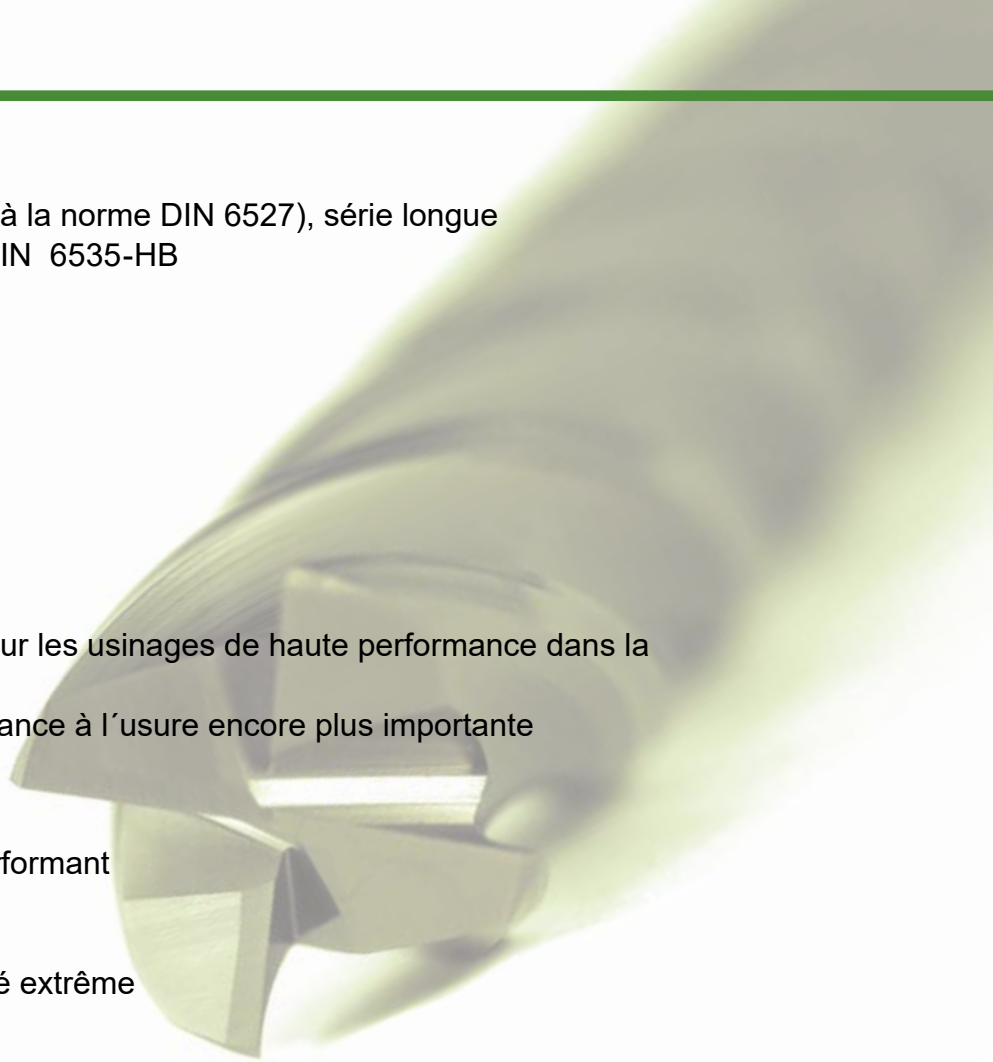 à la norme DIN 6527), série longue
IN 6535-HB
ur les usinages de haute performance dans la
ance à l´usure encore plus importante
formant
é extrême